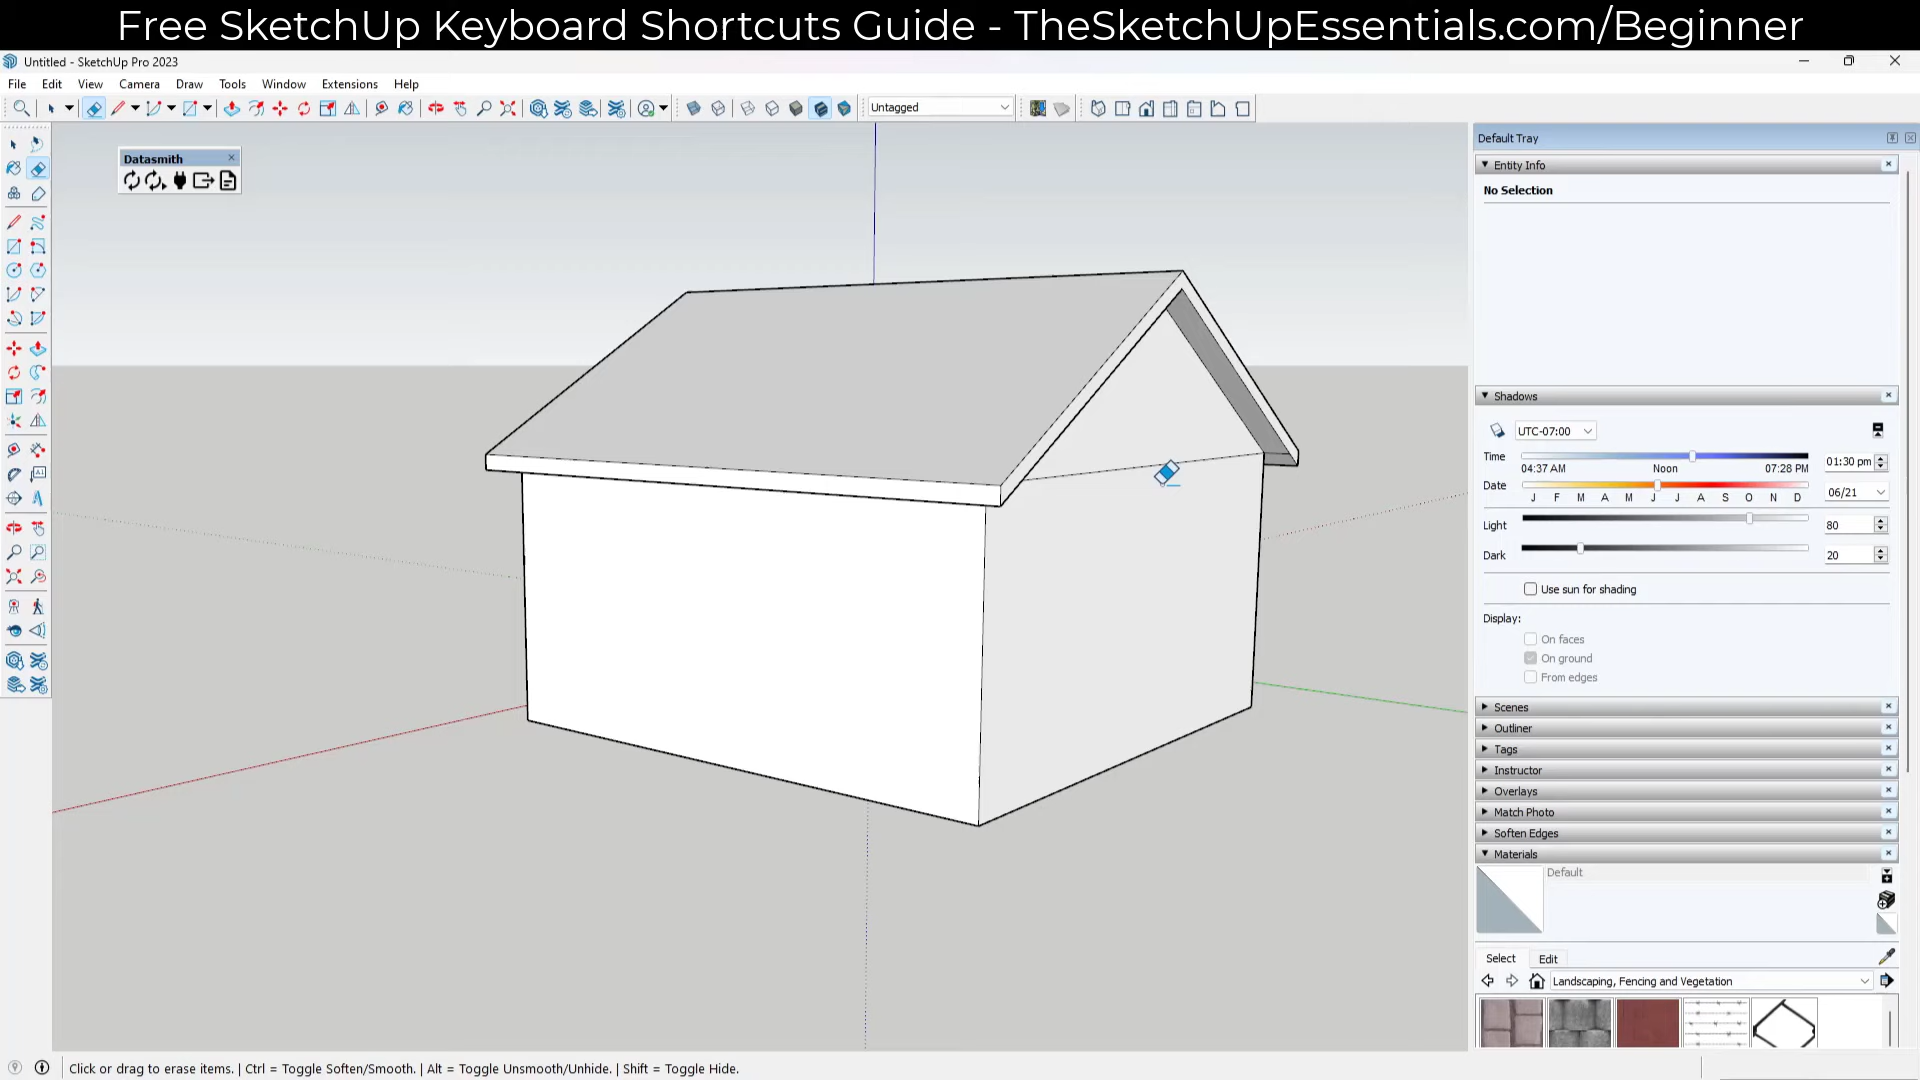 Free SketchUp Keyboard Shortcuts Guide - TheSketchUpEssentials.com/Beginner
Untitled - SketchUp Pro 2023
File Edit View Camera Draw Tools Window Extensions Help
Untagged
Datasmith
Default Tray
Entity Info
No Selection
Shadows
UTC-07:00
Time 01:30 pm
04:37 AM Noon 07:28 PM
Date 06/21
J F M A M J J A S O N D
Light 80
Dark 20
Use sun for shading
Display:
On faces
On ground
From edges
Scenes
Outliner
Tags
Instructor
Overlays
Match Photo
Soften Edges
Materials
Default
Select Edit
Landscaping, Fencing and Vegetation
Click or drag to erase items. | Ctrl = Toggle Soften/Smooth. | Alt = Toggle Unsmooth/Unhide. | Shift = Toggle Hide.